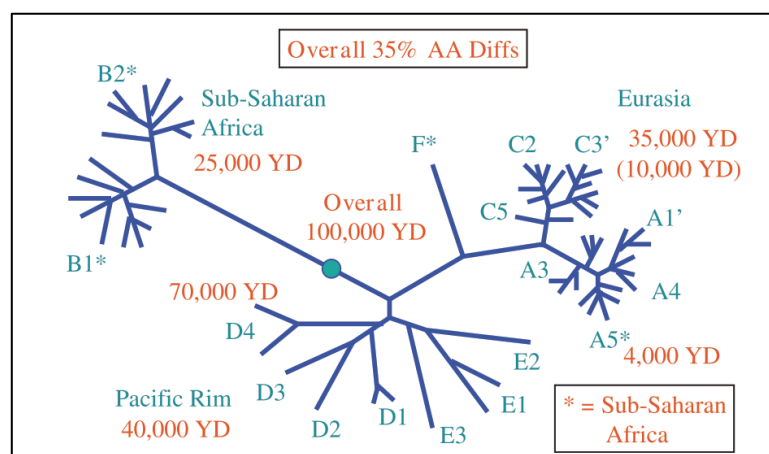 Overall 35% AA Diffs
B2*
Sub-Saharan
Africa
25,000 YD
B1*
Overall
100,000 YD
F*
C2
C3’
Eurasia
35,000 YD
(10,000 YD)
C5
A1’
A3
A4
A5*
4,000 YD
70,000 YD
D4
D3
D2
D1
E3
E1
E2
Pacific Rim
40,000 YD
* = Sub-Saharan
Africa